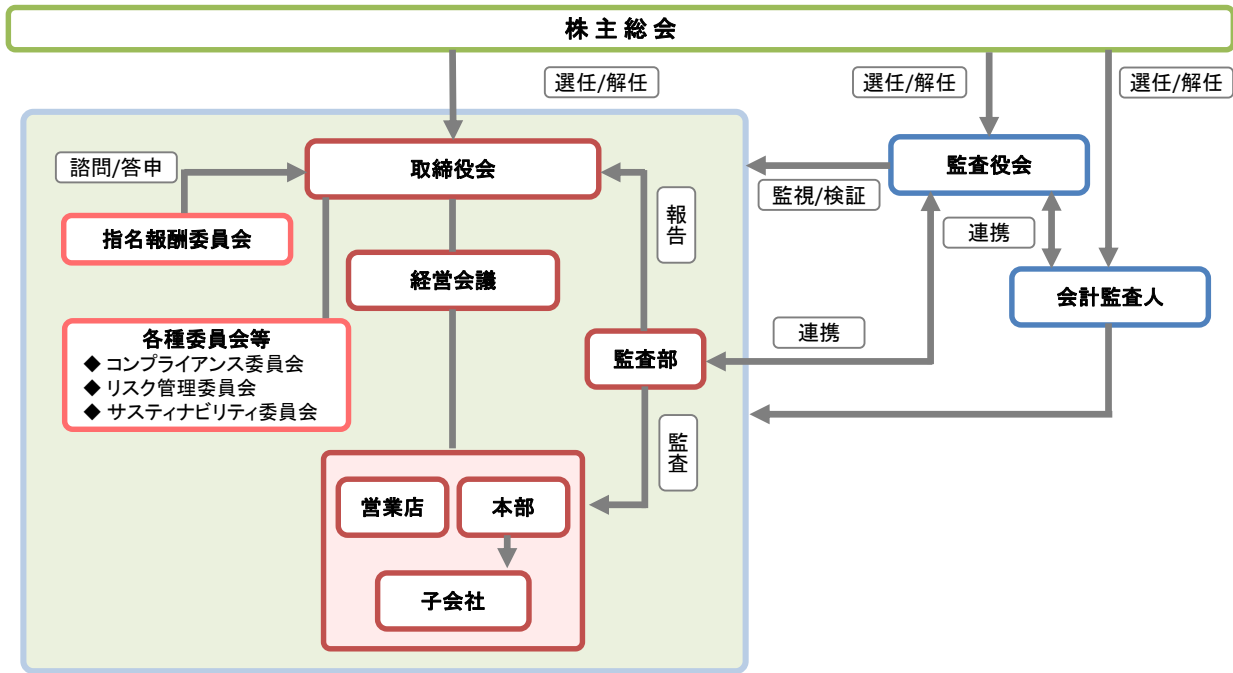 株主総会
選任/解任
選任/解任
選任/解任
取締役会
監査役会
諮問/答申
監視/検証
報告
指名報酬委員会
連携
経営会議
会計監査人
各種委員会等
◆ コンプライアンス委員会
◆ リスク管理委員会
◆ サスティナビリティ委員会
連携
監査部
監査
営業店
本部
子会社